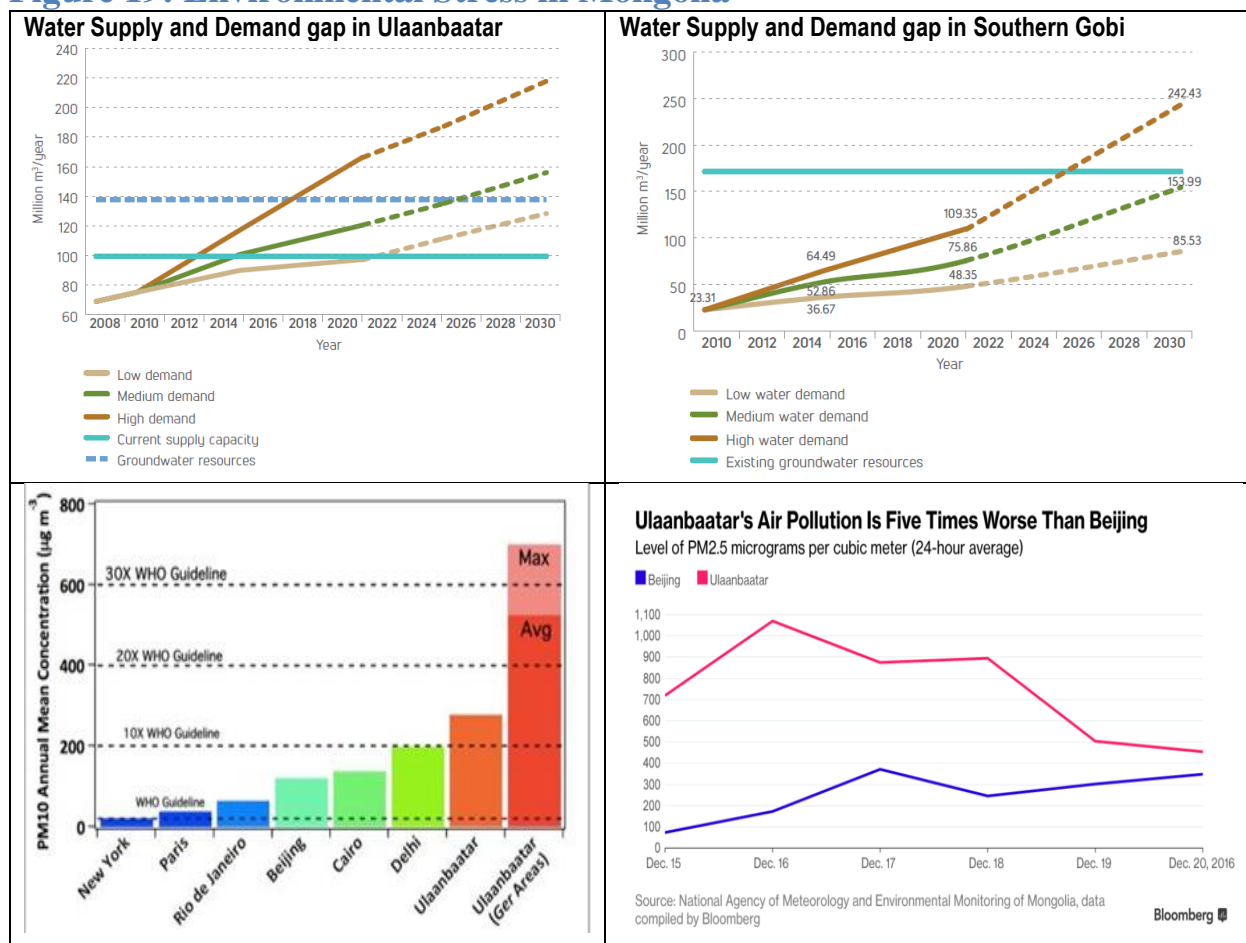 Figure 19: Environmental Stress in Mongolia
Water Supply and Demand gap in Ulaanbaatar
240
220
200
180
160
140
120
100
80
60
Million m³/year
2008 2010 2012 2014 2016 2018 2020 2022 2024 2026 2028 2030
Year
Low demand
Medium demand
High demand
Current supply capacity
Groundwater resources
Water Supply and Demand gap in Southern Gobi
300
250
200
150
100
50
0
Million m³/year
242.43
153.99
109.35
85.53
75.86
64.49
48.35
52.86
23.31
36.67
2010 2012 2014 2016 2018 2020 2022 2024 2026 2028 2030
Year
Low water demand
Medium water demand
High water demand
Existing groundwater resources
PM10 Annual Mean Concentration (µg m⁻³)
800
600
400
200
0
30X WHO Guideline
20X WHO Guideline
10X WHO Guideline
WHO Guideline
Max
Avg
New York
Paris
Rio de Janeiro
Beijing
Cairo
Delhi
Ulaanbaatar
Ulaanbaatar
(Ger Areas)
Ulaanbaatar's Air Pollution Is Five Times Worse Than Beijing
Level of PM2.5 micrograms per cubic meter (24-hour average)
Beijing Ulaanbaatar
1,100
1,000
900
800
700
600
500
400
300
200
100
0
Dec. 15 Dec. 16 Dec. 17 Dec. 18 Dec. 19 Dec. 20, 2016
Source: National Agency of Meteorology and Environmental Monitoring of Mongolia, data
compiled by Bloomberg
Bloomberg